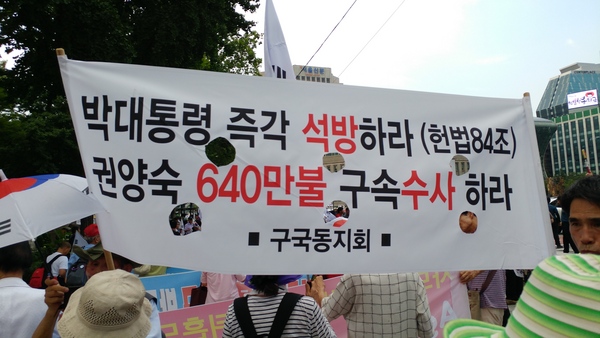 박대통령 즉각 석방하라 (헌법84조)
권양숙 640만불 구속수사 하라
■ 구국동지회 ■